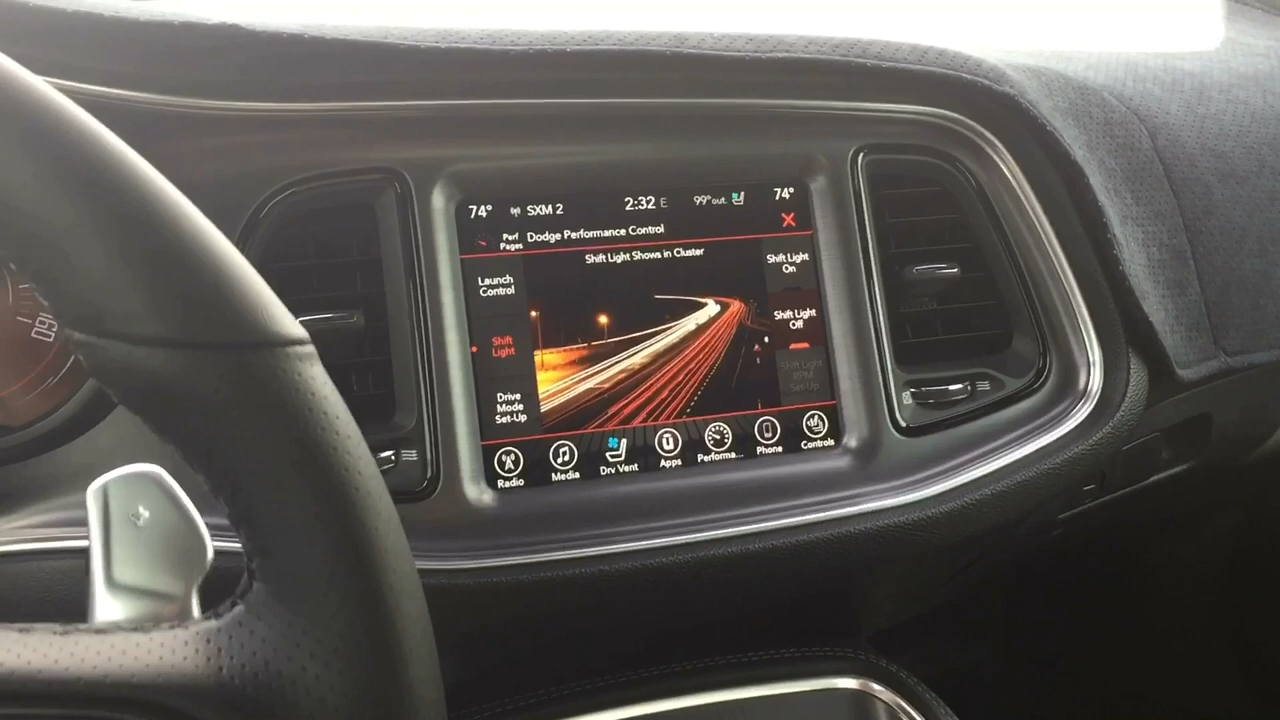 74° SXM 2 2:32 E 99°out. 74°
Perf
Pages
Dodge Performance Control
Shift Light Shows in Cluster
Launch
Control
Shift
Light
Drive
Mode
Set-Up
Shift Light
On
Shift Light
Off
Shift Light
RPM
Set-Up
Radio Media Drv Vent Apps Performa... Phone Controls
160
+